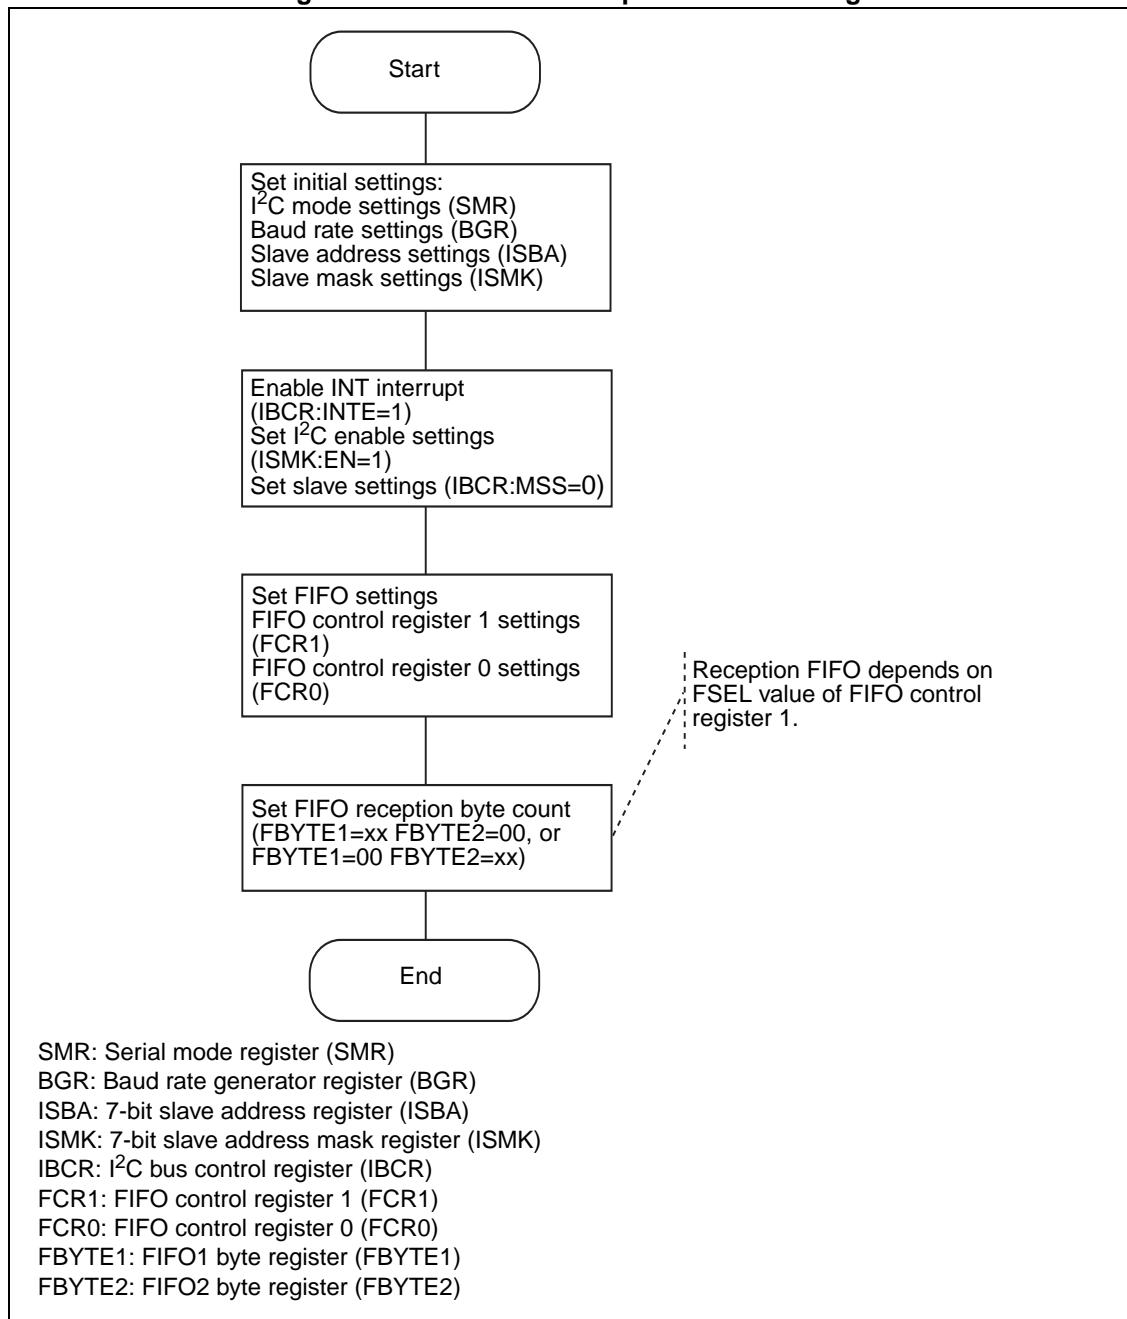 Start
Set initial settings:
I²C mode settings (SMR)
Baud rate settings (BGR)
Slave address settings (ISBA)
Slave mask settings (ISMK)
Enable INT interrupt
(IBCR:INTE=1)
Set I²C enable settings
(ISMK:EN=1)
Set slave settings (IBCR:MSS=0)
Set FIFO settings
FIFO control register 1 settings
(FCR1)
FIFO control register 0 settings
(FCR0)
Reception FIFO depends on
FSEL value of FIFO control
register 1.
Set FIFO reception byte count
(FBYTE1=xx FBYTE2=00, or
FBYTE1=00 FBYTE2=xx)
End
SMR: Serial mode register (SMR)
BGR: Baud rate generator register (BGR)
ISBA: 7-bit slave address register (ISBA)
ISMK: 7-bit slave address mask register (ISMK)
IBCR: I²C bus control register (IBCR)
FCR1: FIFO control register 1 (FCR1)
FCR0: FIFO control register 0 (FCR0)
FBYTE1: FIFO1 byte register (FBYTE1)
FBYTE2: FIFO2 byte register (FBYTE2)